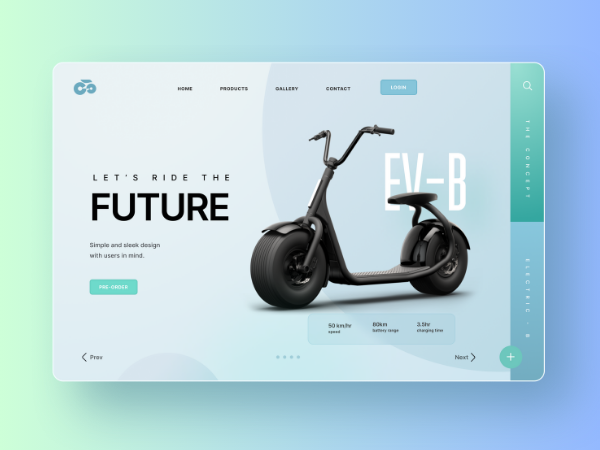 HOME PRODUCTS GALLERY CONTACT LOGIN
LET'S RIDE THE
FUTURE
Simple and sleek design
with users in mind.
PRE-ORDER
EV-B
50 km/hr
speed
80km
battery range
3.5hr
charging time
Prev
Next
THE CONCEPT
ELECTRIC - B